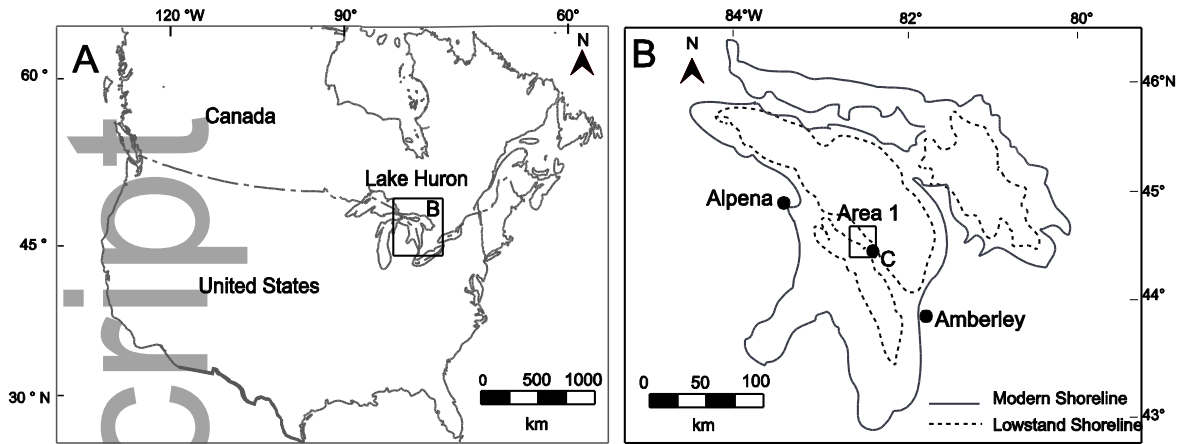 120 °W
90°
60°
A
N
60 °
Canada
Lake Huron
B
45 °
United States
0 500 1000
km
30 ° N
cript
84°W
82°
80°
B
N
46°N
45°
Alpena
Area 1
C
44°
Amberley
0 50 100
km
Modern Shoreline
43°
Lowstand Shoreline